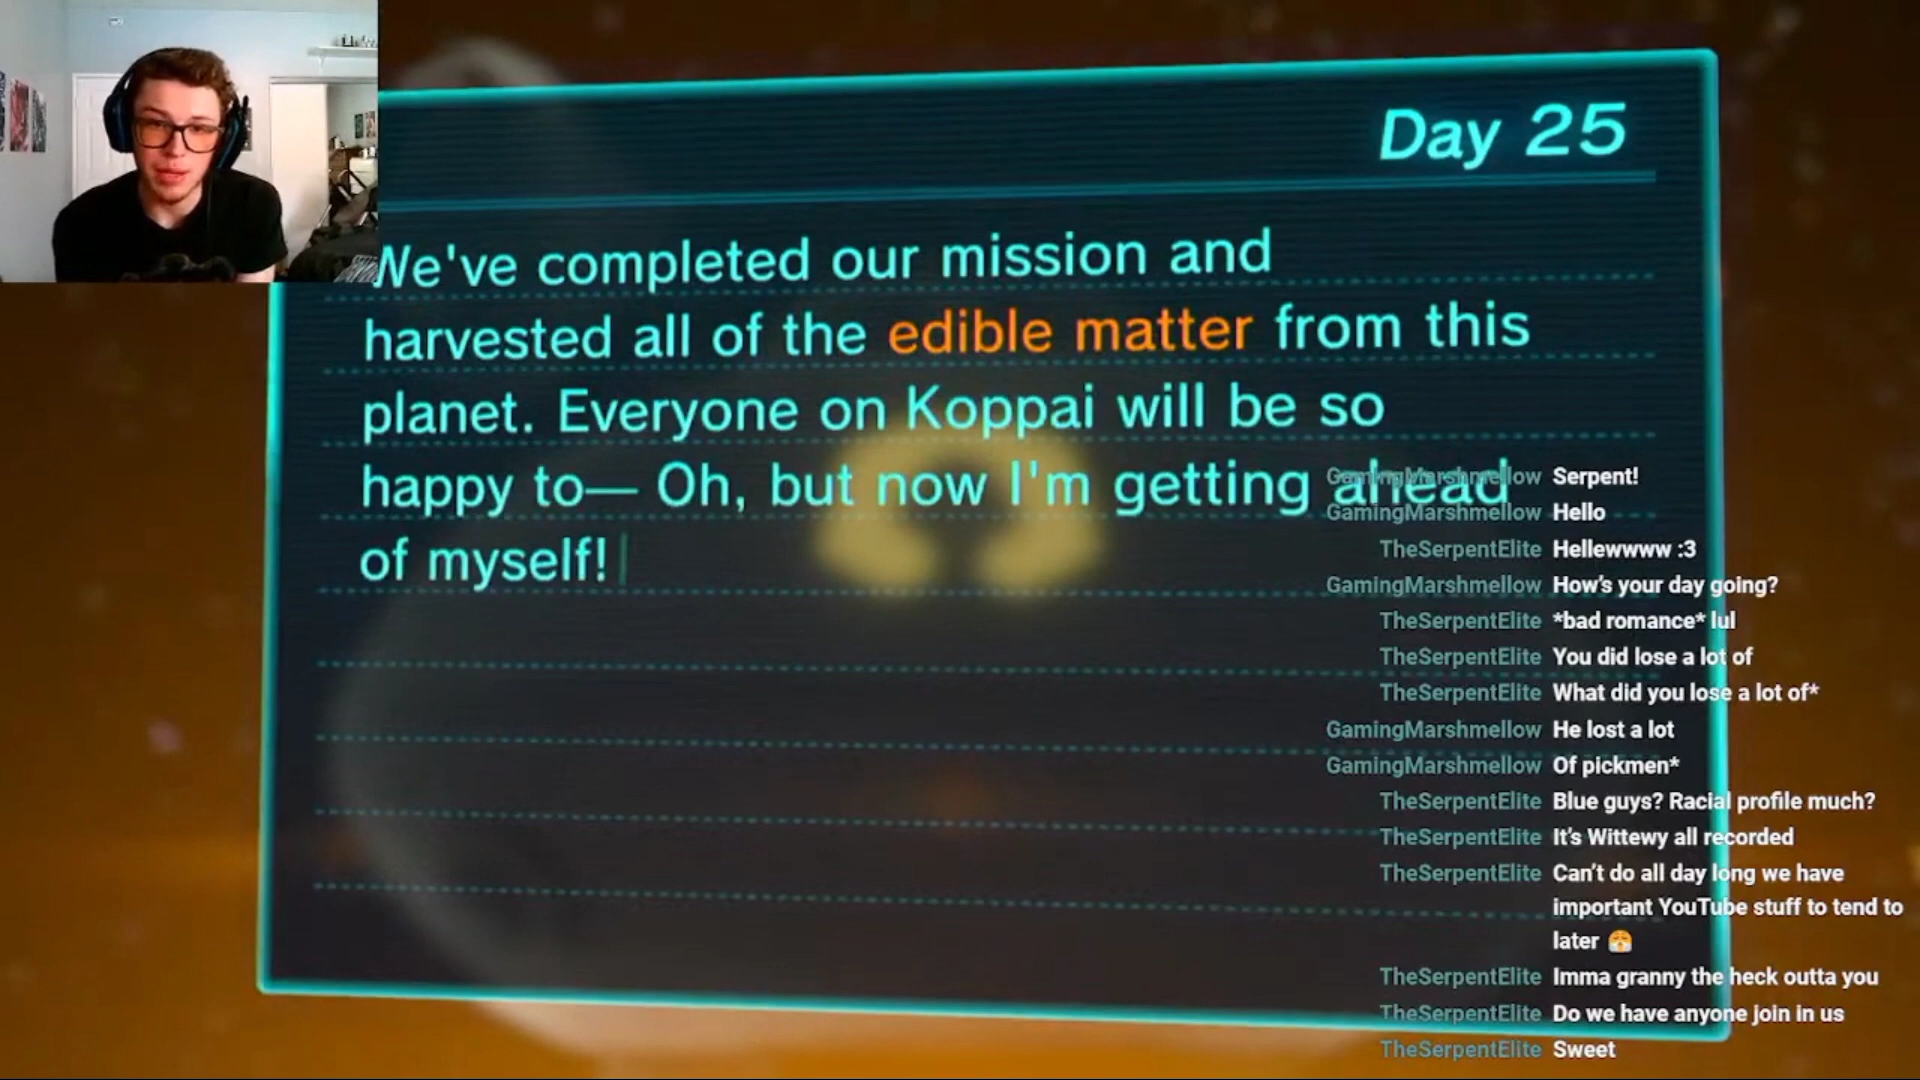 Day 25
We've completed our mission and
harvested all of the edible matter from this
planet. Everyone on Koppai will be so
happy to— Oh, but now I'm getting ahead
of myself!
GamingMarshmellow Serpent!
GamingMarshmellow Hello
TheSerpentElite Hellewwww :3
GamingMarshmellow How's your day going?
TheSerpentElite *bad romance* lul
TheSerpentElite You did lose a lot of
TheSerpentElite What did you lose a lot of*
GamingMarshmellow He lost a lot
GamingMarshmellow Of pickmen*
TheSerpentElite Blue guys? Racial profile much?
TheSerpentElite It's Wittewy all recorded
TheSerpentElite Can't do all day long we have
important YouTube stuff to tend to
later 😤
TheSerpentElite Imma granny the heck outta you
TheSerpentElite Do we have anyone join in us
TheSerpentElite Sweet